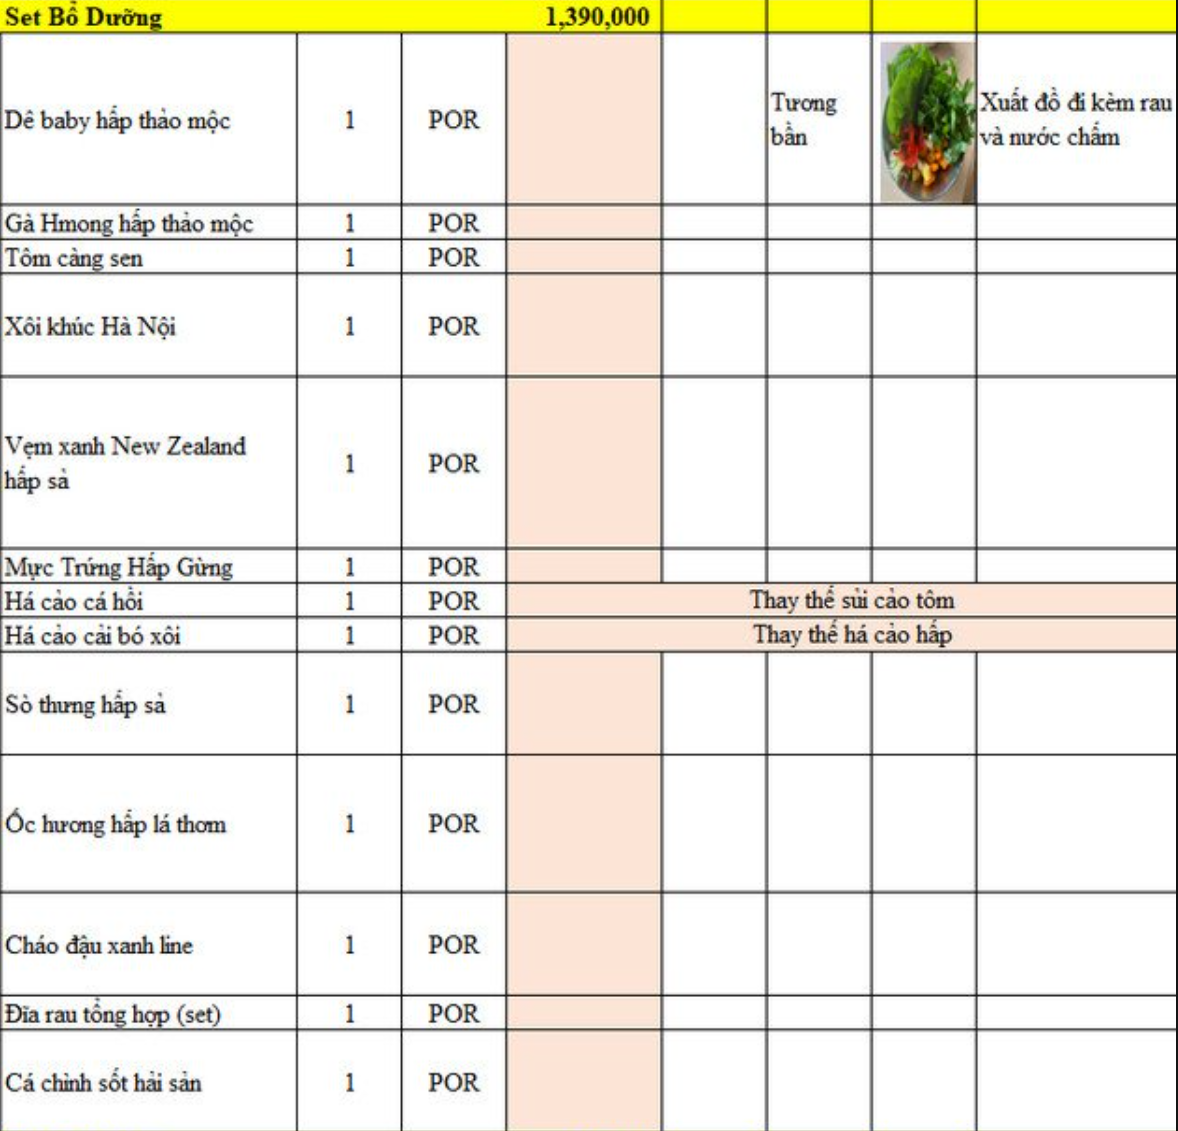 Set Bổ Dưỡng 1,390,000
Dê baby hấp thảo mộc 1 POR Tương bần Xuất đồ đi kèm rau và nước chấm
Gà Hmong hấp thảo mộc 1 POR
Tôm càng sen 1 POR
Xôi khúc Hà Nội 1 POR
Vẹm xanh New Zealand hấp sả 1 POR
Mực Trứng Hấp Gừng 1 POR
Há cảo cá hồi 1 POR Thay thế sủi cảo tôm
Há cảo cải bó xôi 1 POR Thay thế há cảo hấp
Sò thưng hấp sả 1 POR
Ốc hương hấp lá thơm 1 POR
Cháo đậu xanh line 1 POR
Đĩa rau tổng hợp (set) 1 POR
Cá chình sốt hải sản 1 POR